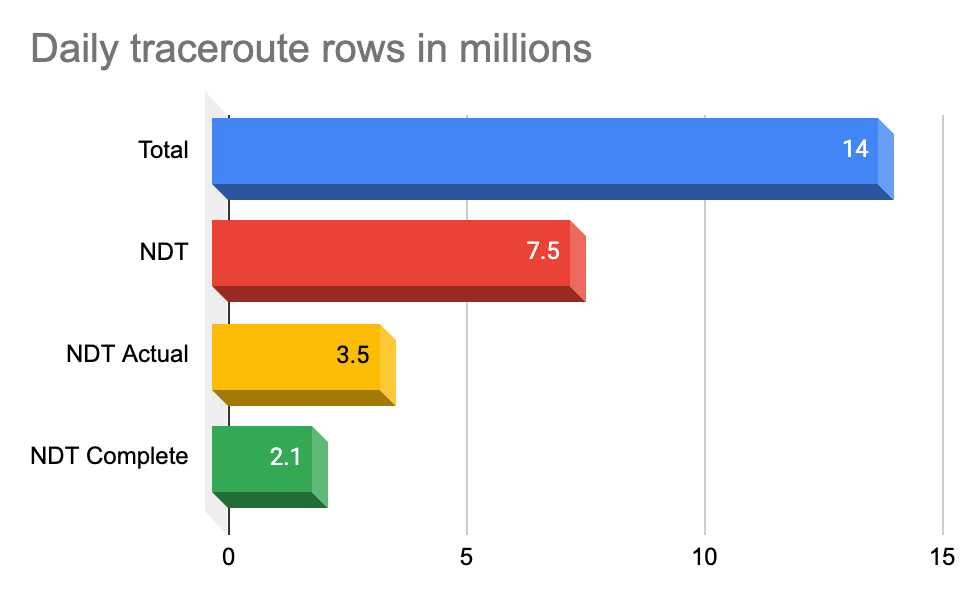 Daily traceroute rows in millions
Total
14
NDT
7.5
NDT Actual
3.5
NDT Complete
2.1
0 5 10 15